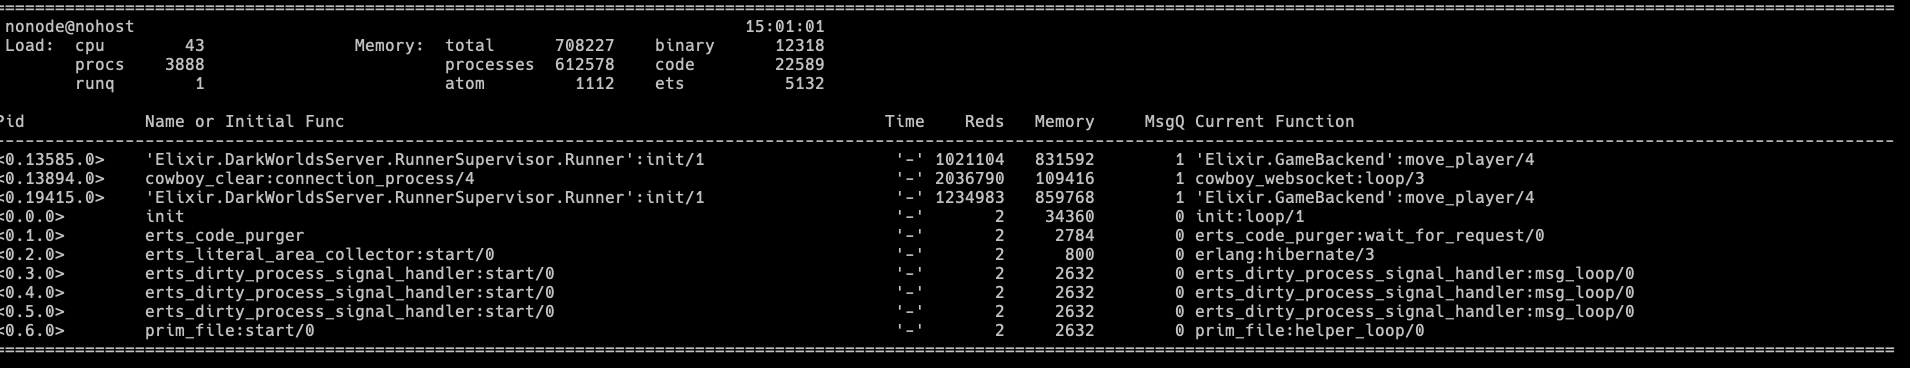 ================================================================================
nonode@nohost 15:01:01
Load: cpu 43 Memory: total 708227 binary 12318
procs 3888 processes 612578 code 22589
runq 1 atom 1112 ets 5132
Pid Name or Initial Func Time Reds Memory MsgQ Current Function
--------------------------------------------------------------------------------
<0.13585.0> 'Elixir.DarkWorldsServer.RunnerSupervisor.Runner':init/1 '-' 1021104 831592 1 'Elixir.GameBackend':move_player/4
<0.13894.0> cowboy_clear:connection_process/4 '-' 2036790 109416 1 cowboy_websocket:loop/3
<0.19415.0> 'Elixir.DarkWorldsServer.RunnerSupervisor.Runner':init/1 '-' 1234983 859768 1 'Elixir.GameBackend':move_player/4
<0.0.0> init '-' 2 34360 0 init:loop/1
<0.1.0> erts_code_purger '-' 2 2784 0 erts_code_purger:wait_for_request/0
<0.2.0> erts_literal_area_collector:start/0 '-' 2 800 0 erlang:hibernate/3
<0.3.0> erts_dirty_process_signal_handler:start/0 '-' 2 2632 0 erts_dirty_process_signal_handler:msg_loop/0
<0.4.0> erts_dirty_process_signal_handler:start/0 '-' 2 2632 0 erts_dirty_process_signal_handler:msg_loop/0
<0.5.0> erts_dirty_process_signal_handler:start/0 '-' 2 2632 0 erts_dirty_process_signal_handler:msg_loop/0
<0.6.0> prim_file:start/0 '-' 2 2632 0 prim_file:helper_loop/0
================================================================================